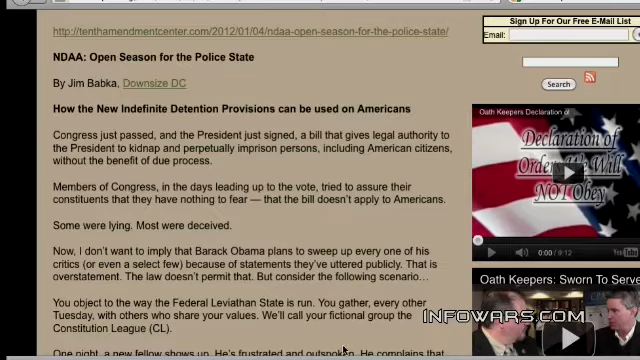 http://tenthamendmentcenter.com/2012/01/04/ndaa-open-season-for-the-police-state/
NDAA: Open Season for the Police State
By Jim Babka, Downsize DC
How the New Indefinite Detention Provisions can be used on Americans
Congress just passed, and the President just signed, a bill that gives legal authority to
the President to kidnap and perpetually imprison persons, including American citizens,
without the benefit of due process.
Members of Congress, in the days leading up to the vote, tried to assure their
constituents that they have nothing to fear — that the bill doesn't apply to Americans.
Some were lying. Most were deceived.
Now, I don't want to imply that Barack Obama plans to sweep up every one of his
critics (or even a select few) because of statements they've uttered publicly. That is
overstatement. The law doesn't permit that. But consider the following scenario…
You object to the way the Federal Leviathan State is run. You gather, every other
Tuesday, with others who share your values. We'll call your fictional group the
Constitution League (CL).
One night, a new fellow shows up. He's frustrated and outspoken. He complains that
Sign Up For Our Free E-Mail List
Email:
Search
Oath Keepers Declaration of
Declaration of
Orders We Will
NOT Obey
0:00 / 9:12
YouTube
Oath Keepers: Sworn To Serve
INFOWARS.COM